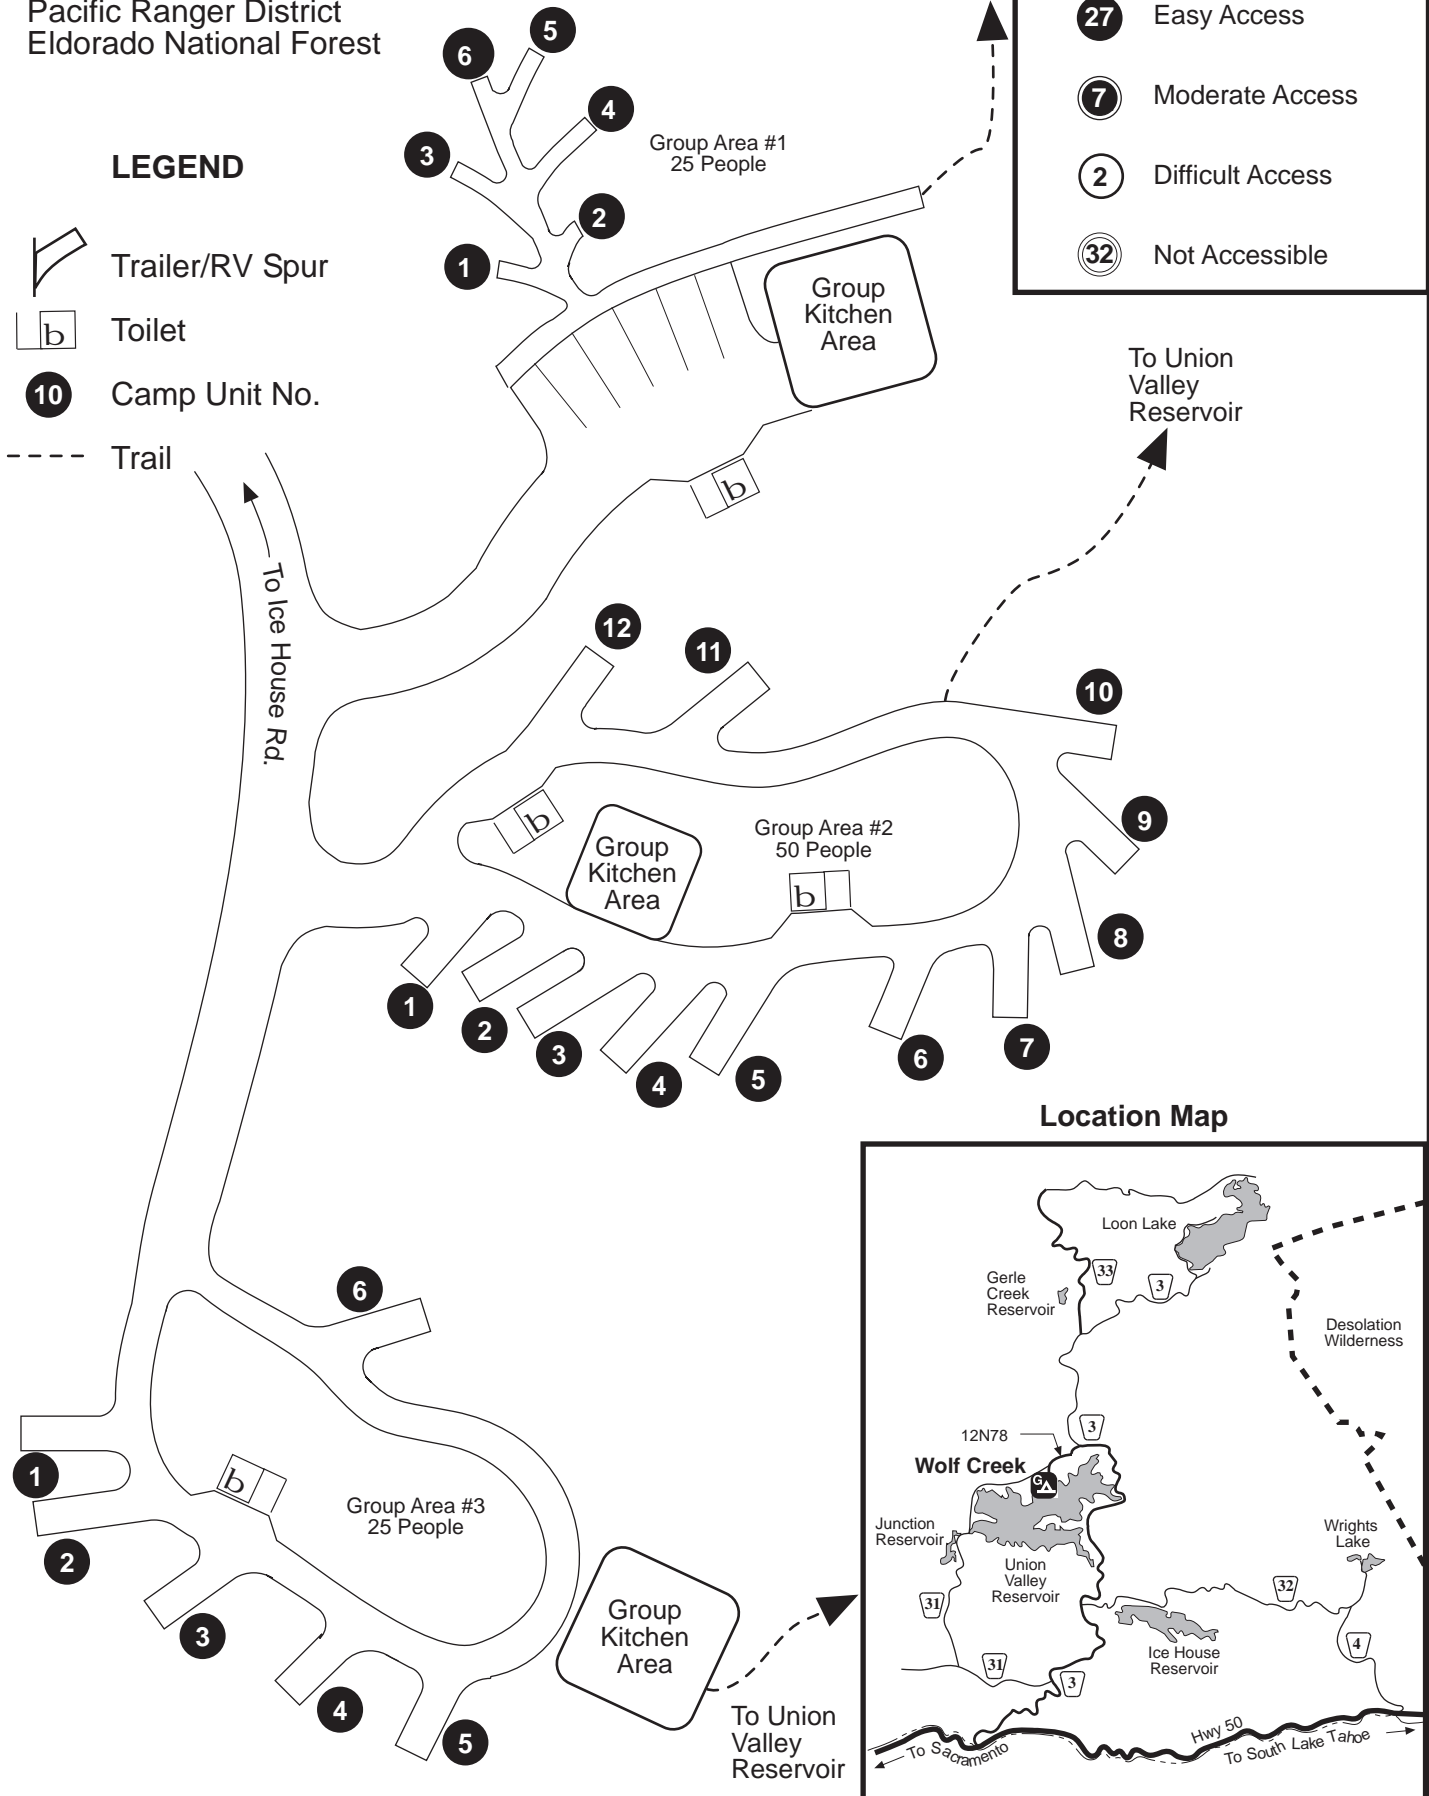 Pacific Ranger District
Eldorado National Forest
LEGEND
Trailer/RV Spur
b
Toilet
10
Camp Unit No.
Trail
27
Easy Access
7
Moderate Access
2
Difficult Access
32
Not Accessible
5
6
4
3
2
1
Group Area #1
25 People
Group
Kitchen
Area
b
To Union
Valley
Reservoir
To Ice House Rd.
12
11
10
9
8
7
6
5
4
3
2
1
b
Group
Kitchen
Area
Group Area #2
50 People
b
6
1
2
3
4
5
b
Group Area #3
25 People
Group
Kitchen
Area
To Union
Valley
Reservoir
Location Map
Loon Lake
33
3
Gerle
Creek
Reservoir
Desolation
Wilderness
3
12N78
Wolf Creek
G
Junction
Reservoir
Union
Valley
Reservoir
Wrights
Lake
31
32
Ice House
Reservoir
4
31
3
Hwy 50
To Sacramento
To South Lake Tahoe